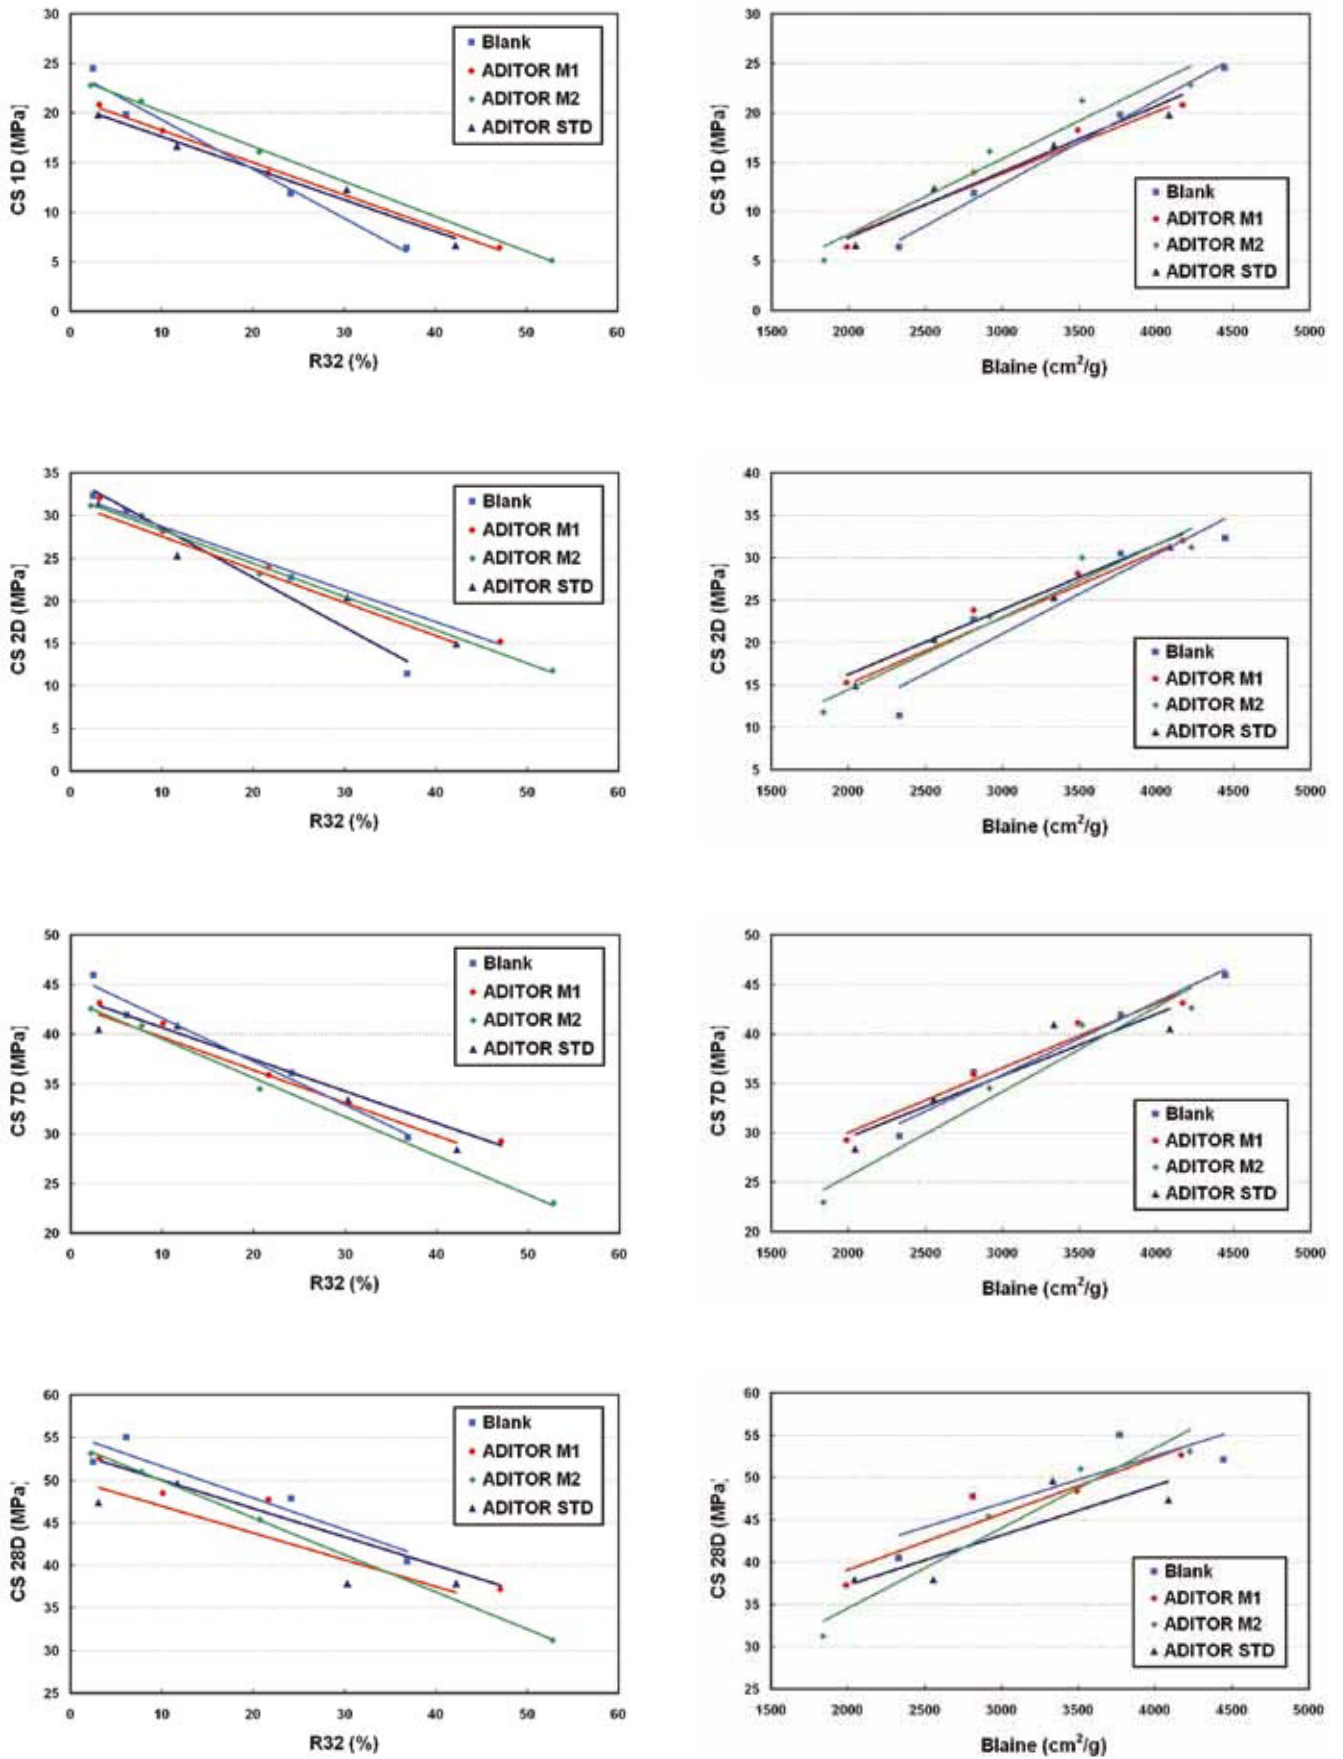 30
25
20
15
10
5
0
0 10 20 30 40 50 60
CS 1D (MPa)
R32 (%)
Blank
ADITOR M1
ADITOR M2
ADITOR STD
30
25
20
15
10
5
0
1500 2000 2500 3000 3500 4000 4500 5000
CS 1D (MPa)
Blaine (cm²/g)
Blank
ADITOR M1
ADITOR M2
ADITOR STD
35
30
25
20
15
10
5
0
0 10 20 30 40 50 60
CS 2D (MPa)
R32 (%)
Blank
ADITOR M1
ADITOR M2
ADITOR STD
40
35
30
25
20
15
10
5
1500 2000 2500 3000 3500 4000 4500 5000
CS 2D (MPa)
Blaine (cm²/g)
Blank
ADITOR M1
ADITOR M2
ADITOR STD
50
45
40
35
30
25
20
0 10 20 30 40 50 60
CS 7D (MPa)
R32 (%)
Blank
ADITOR M1
ADITOR M2
ADITOR STD
50
45
40
35
30
25
20
1500 2000 2500 3000 3500 4000 4500 5000
CS 7D (MPa)
Blaine (cm²/g)
Blank
ADITOR M1
ADITOR M2
ADITOR STD
60
55
50
45
40
35
30
25
0 10 20 30 40 50 60
CS 28D (MPa)
R32 (%)
Blank
ADITOR M1
ADITOR M2
ADITOR STD
60
55
50
45
40
35
30
25
1500 2000 2500 3000 3500 4000 4500 5000
CS 28D (MPa)
Blaine (cm²/g)
Blank
ADITOR M1
ADITOR M2
ADITOR STD